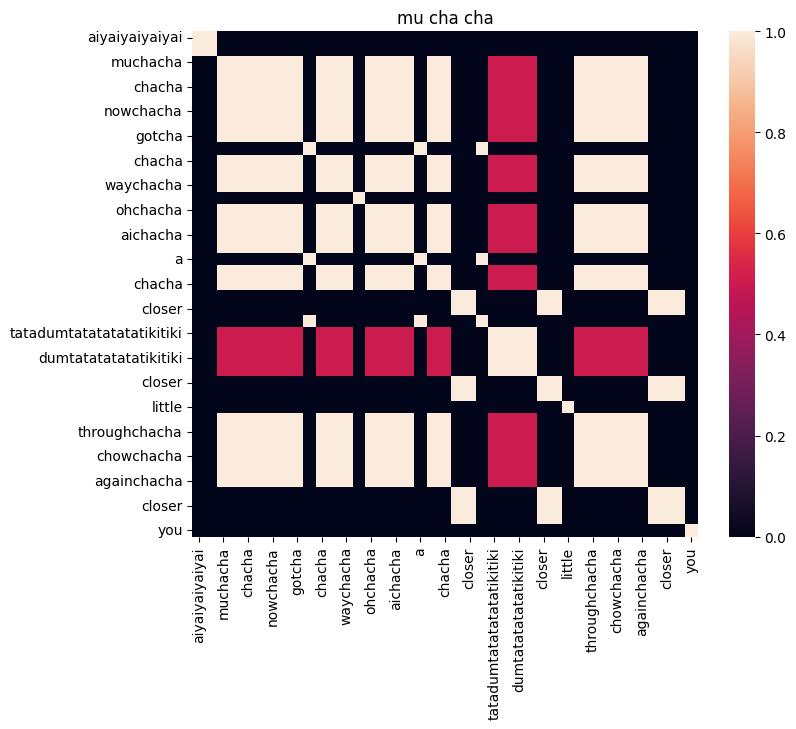 mu cha cha
aiyaiyaiyaiyai
muchacha
chacha
nowchacha
gotcha
chacha
waychacha
ohchacha
aichacha
a
chacha
closer
tatadumtatatatatatikitiki
dumtatatatatatikitiki
closer
little
throughchacha
chowchacha
againchacha
closer
you
1.0
0.8
0.6
0.4
0.2
0.0
aiyaiyaiyaiyai
muchacha
chacha
nowchacha
gotcha
chacha
waychacha
ohchacha
aichacha
a
chacha
closer
tatadumtatatatatatikitiki
dumtatatatatatikitiki
closer
little
throughchacha
chowchacha
againchacha
closer
you